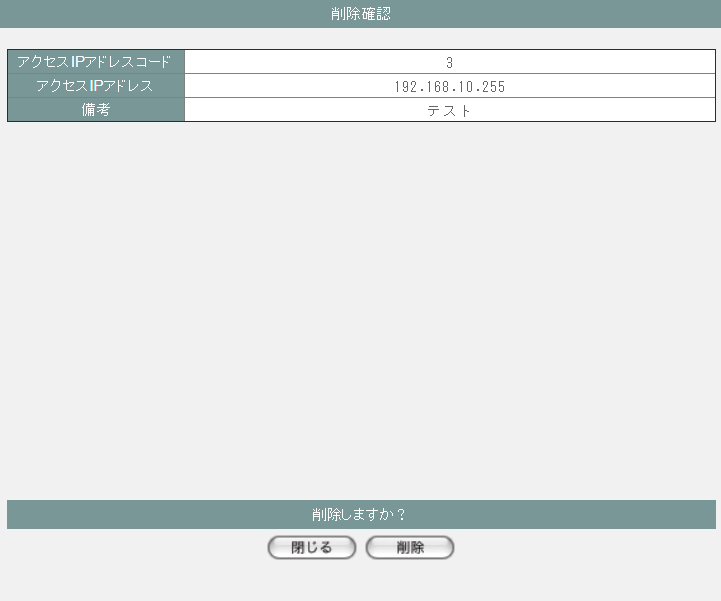 削除確認
アクセスIPアドレスコード 3
アクセスIPアドレス 192.168.10.255
備考 テスト
削除しますか？
閉じる 削除